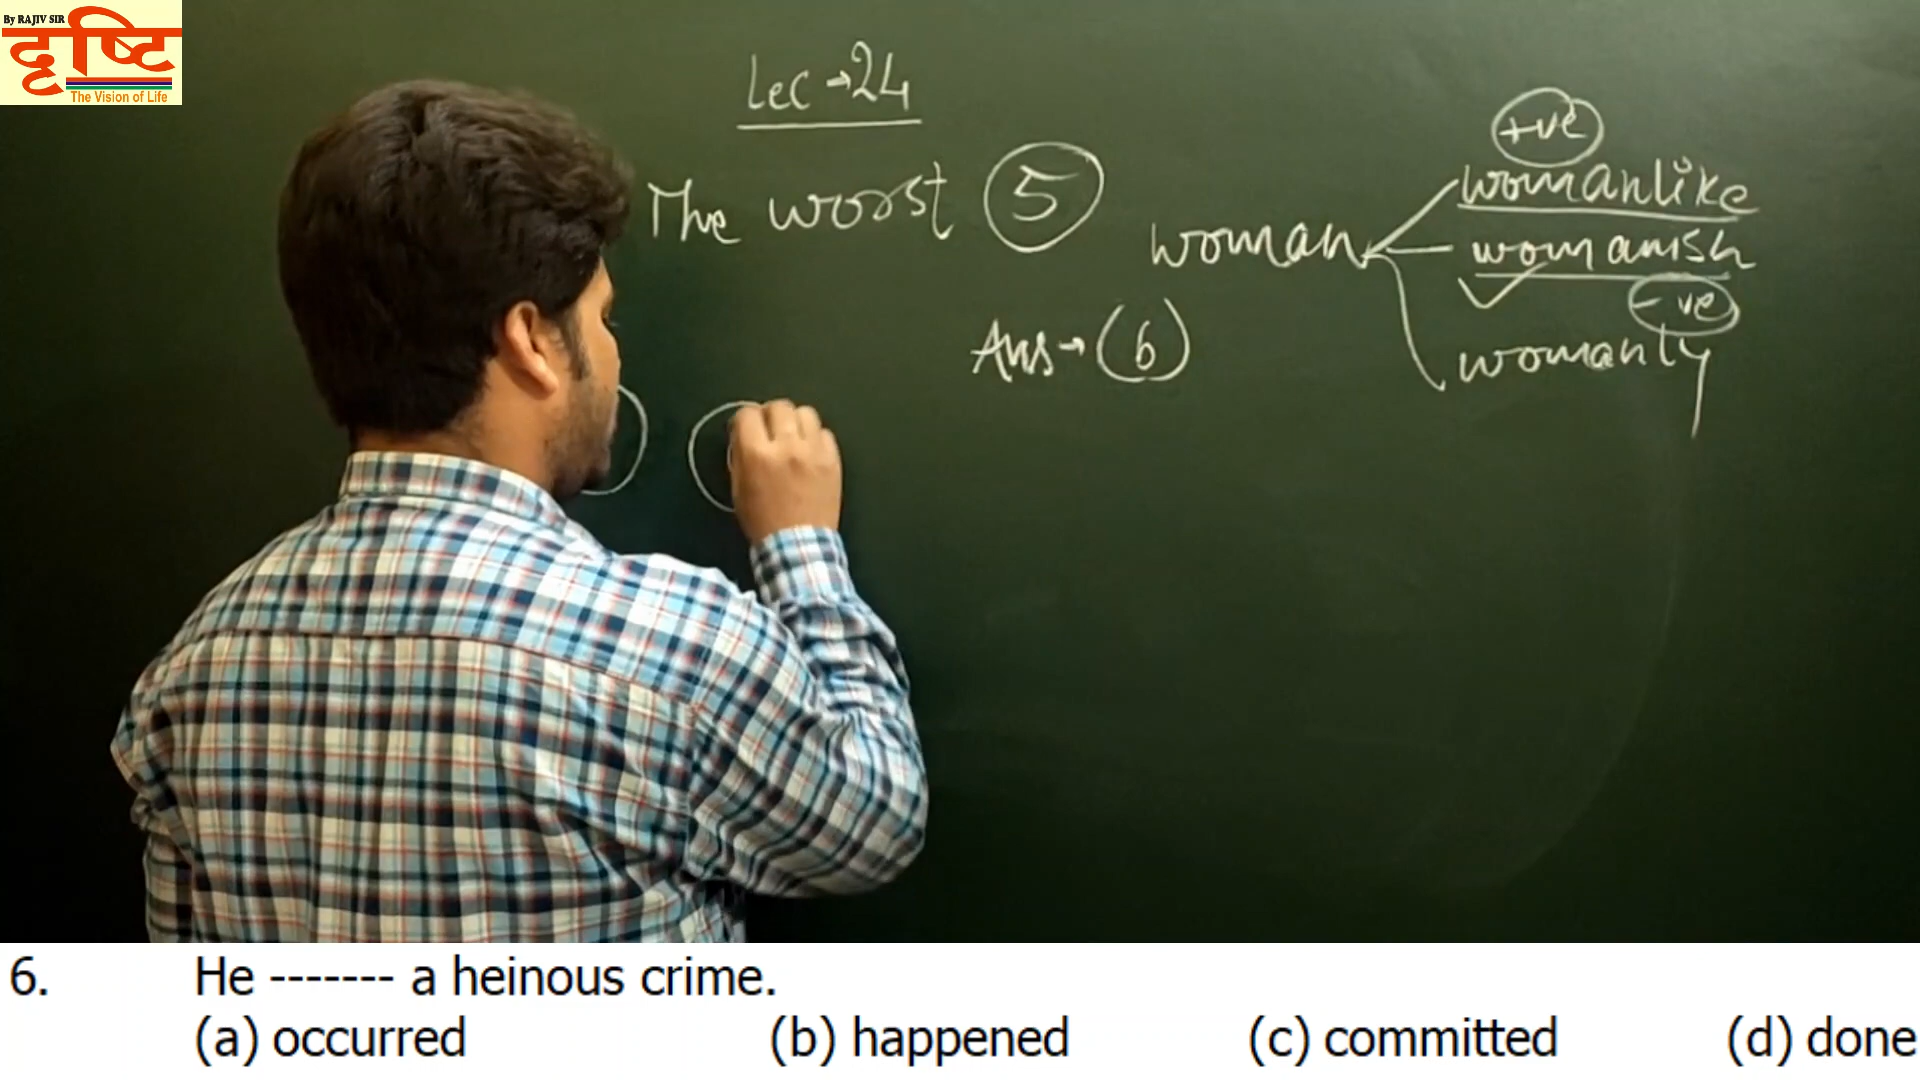 By RAJIV SIR
दृष्टि
The Vision of Life
Lec → 24
The worst 5
+ve
womanlike
woman
womanish
- ve
Ans → (6)
womanly
6. He ------- a heinous crime.
(a) occurred (b) happened (c) committed (d) done